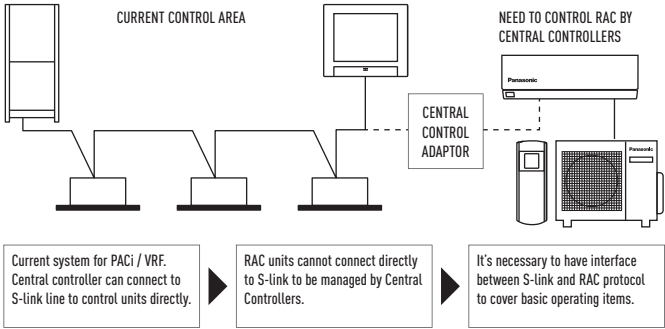 CURRENT CONTROL AREA
NEED TO CONTROL RAC BY
CENTRAL CONTROLLERS
Panasonic
CENTRAL
CONTROL
ADAPTOR
Panasonic
Current system for PACi / VRF.
Central controller can connect to
S-link line to control units directly.
RAC units cannot connect directly
to S-link to be managed by Central
Controllers.
It's necessary to have interface
between S-link and RAC protocol
to cover basic operating items.